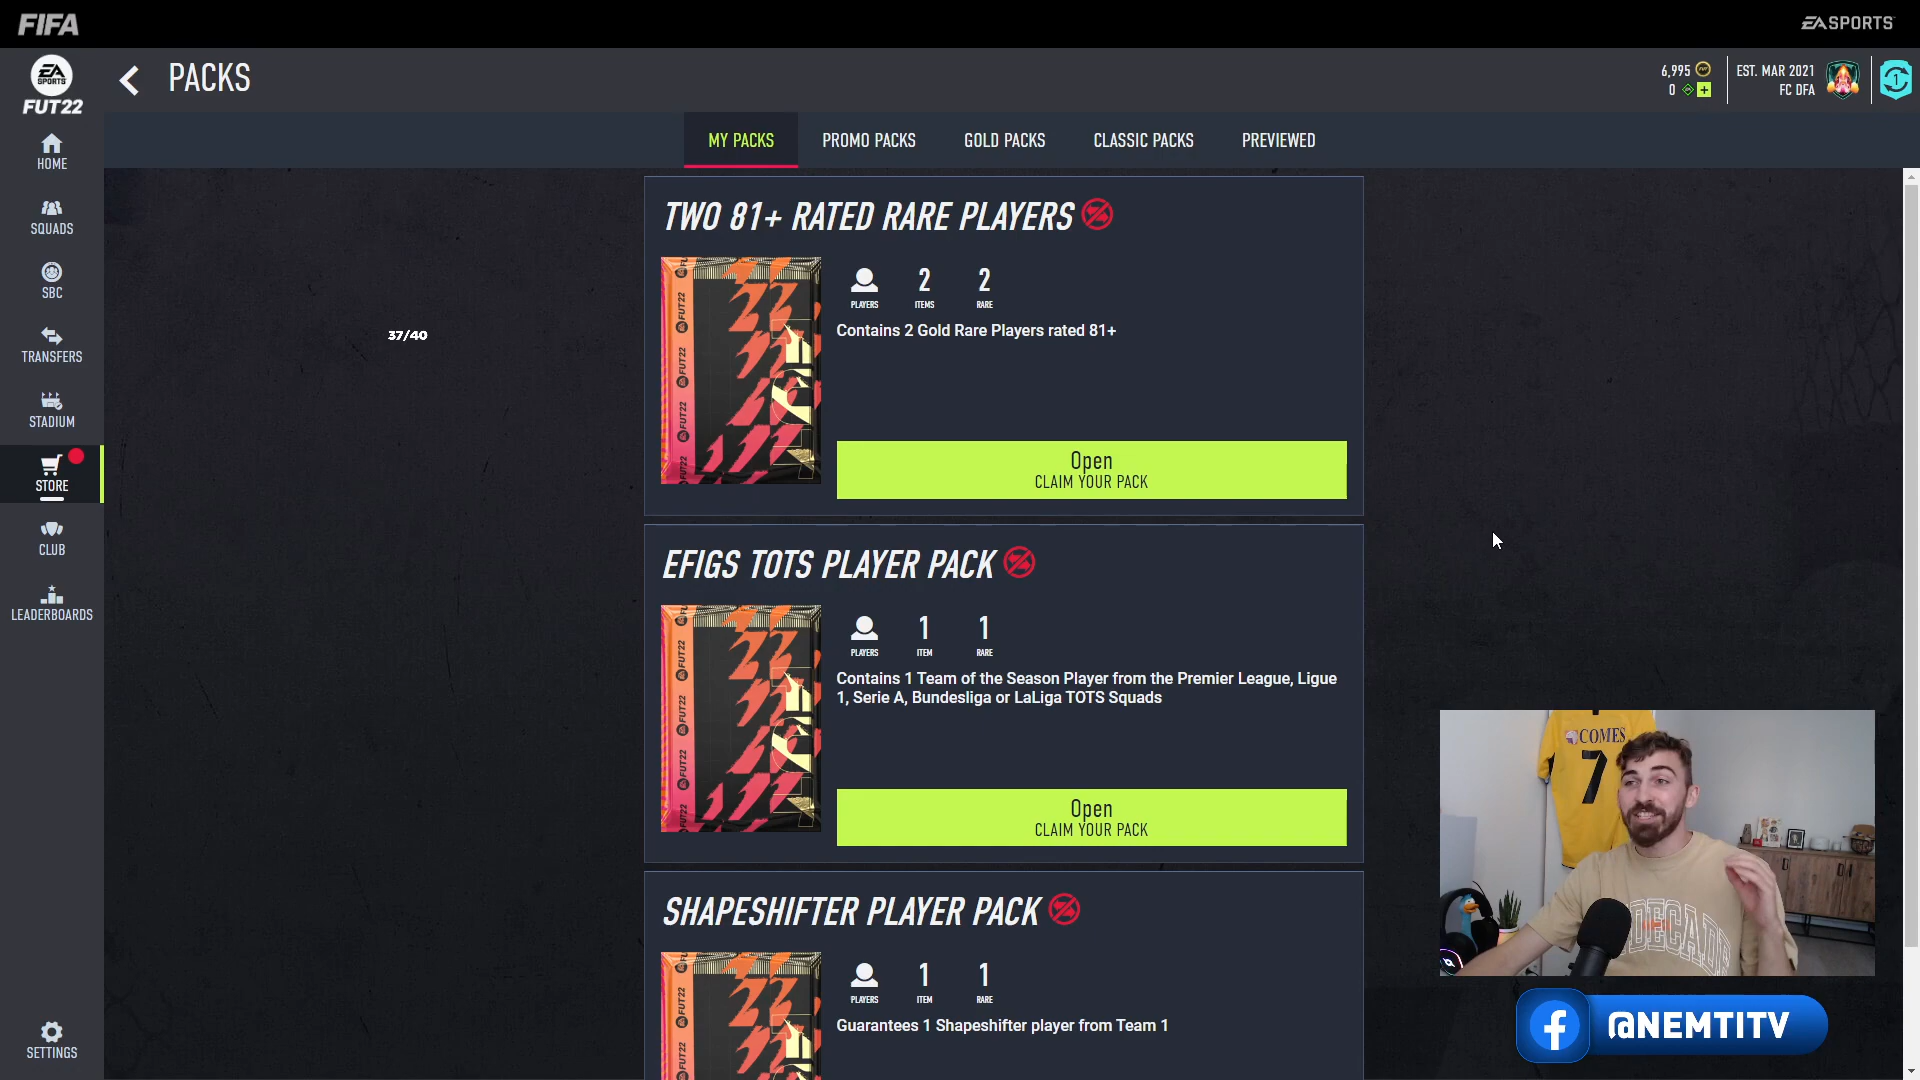 FIFA
EA SPORTS
EA SPORTS
FUT22
PACKS
6,995
0
EST. MAR 2021
FC DFA
1
HOME
SQUADS
SBC
TRANSFERS
STADIUM
STORE
CLUB
LEADERBOARDS
SETTINGS
MY PACKS
PROMO PACKS
GOLD PACKS
CLASSIC PACKS
PREVIEWED
37/40
TWO 81+ RATED RARE PLAYERS
2
2
PLAYERS
ITEMS
RARE
Contains 2 Gold Rare Players rated 81+
Open
CLAIM YOUR PACK
EFIGS TOTS PLAYER PACK
1
1
PLAYERS
ITEM
RARE
Contains 1 Team of the Season Player from the Premier League, Ligue
1, Serie A, Bundesliga or LaLiga TOTS Squads
Open
CLAIM YOUR PACK
SHAPESHIFTER PLAYER PACK
1
1
PLAYERS
ITEM
RARE
Guarantees 1 Shapeshifter player from Team 1
COMES
7
DECADE
@NEMTITV